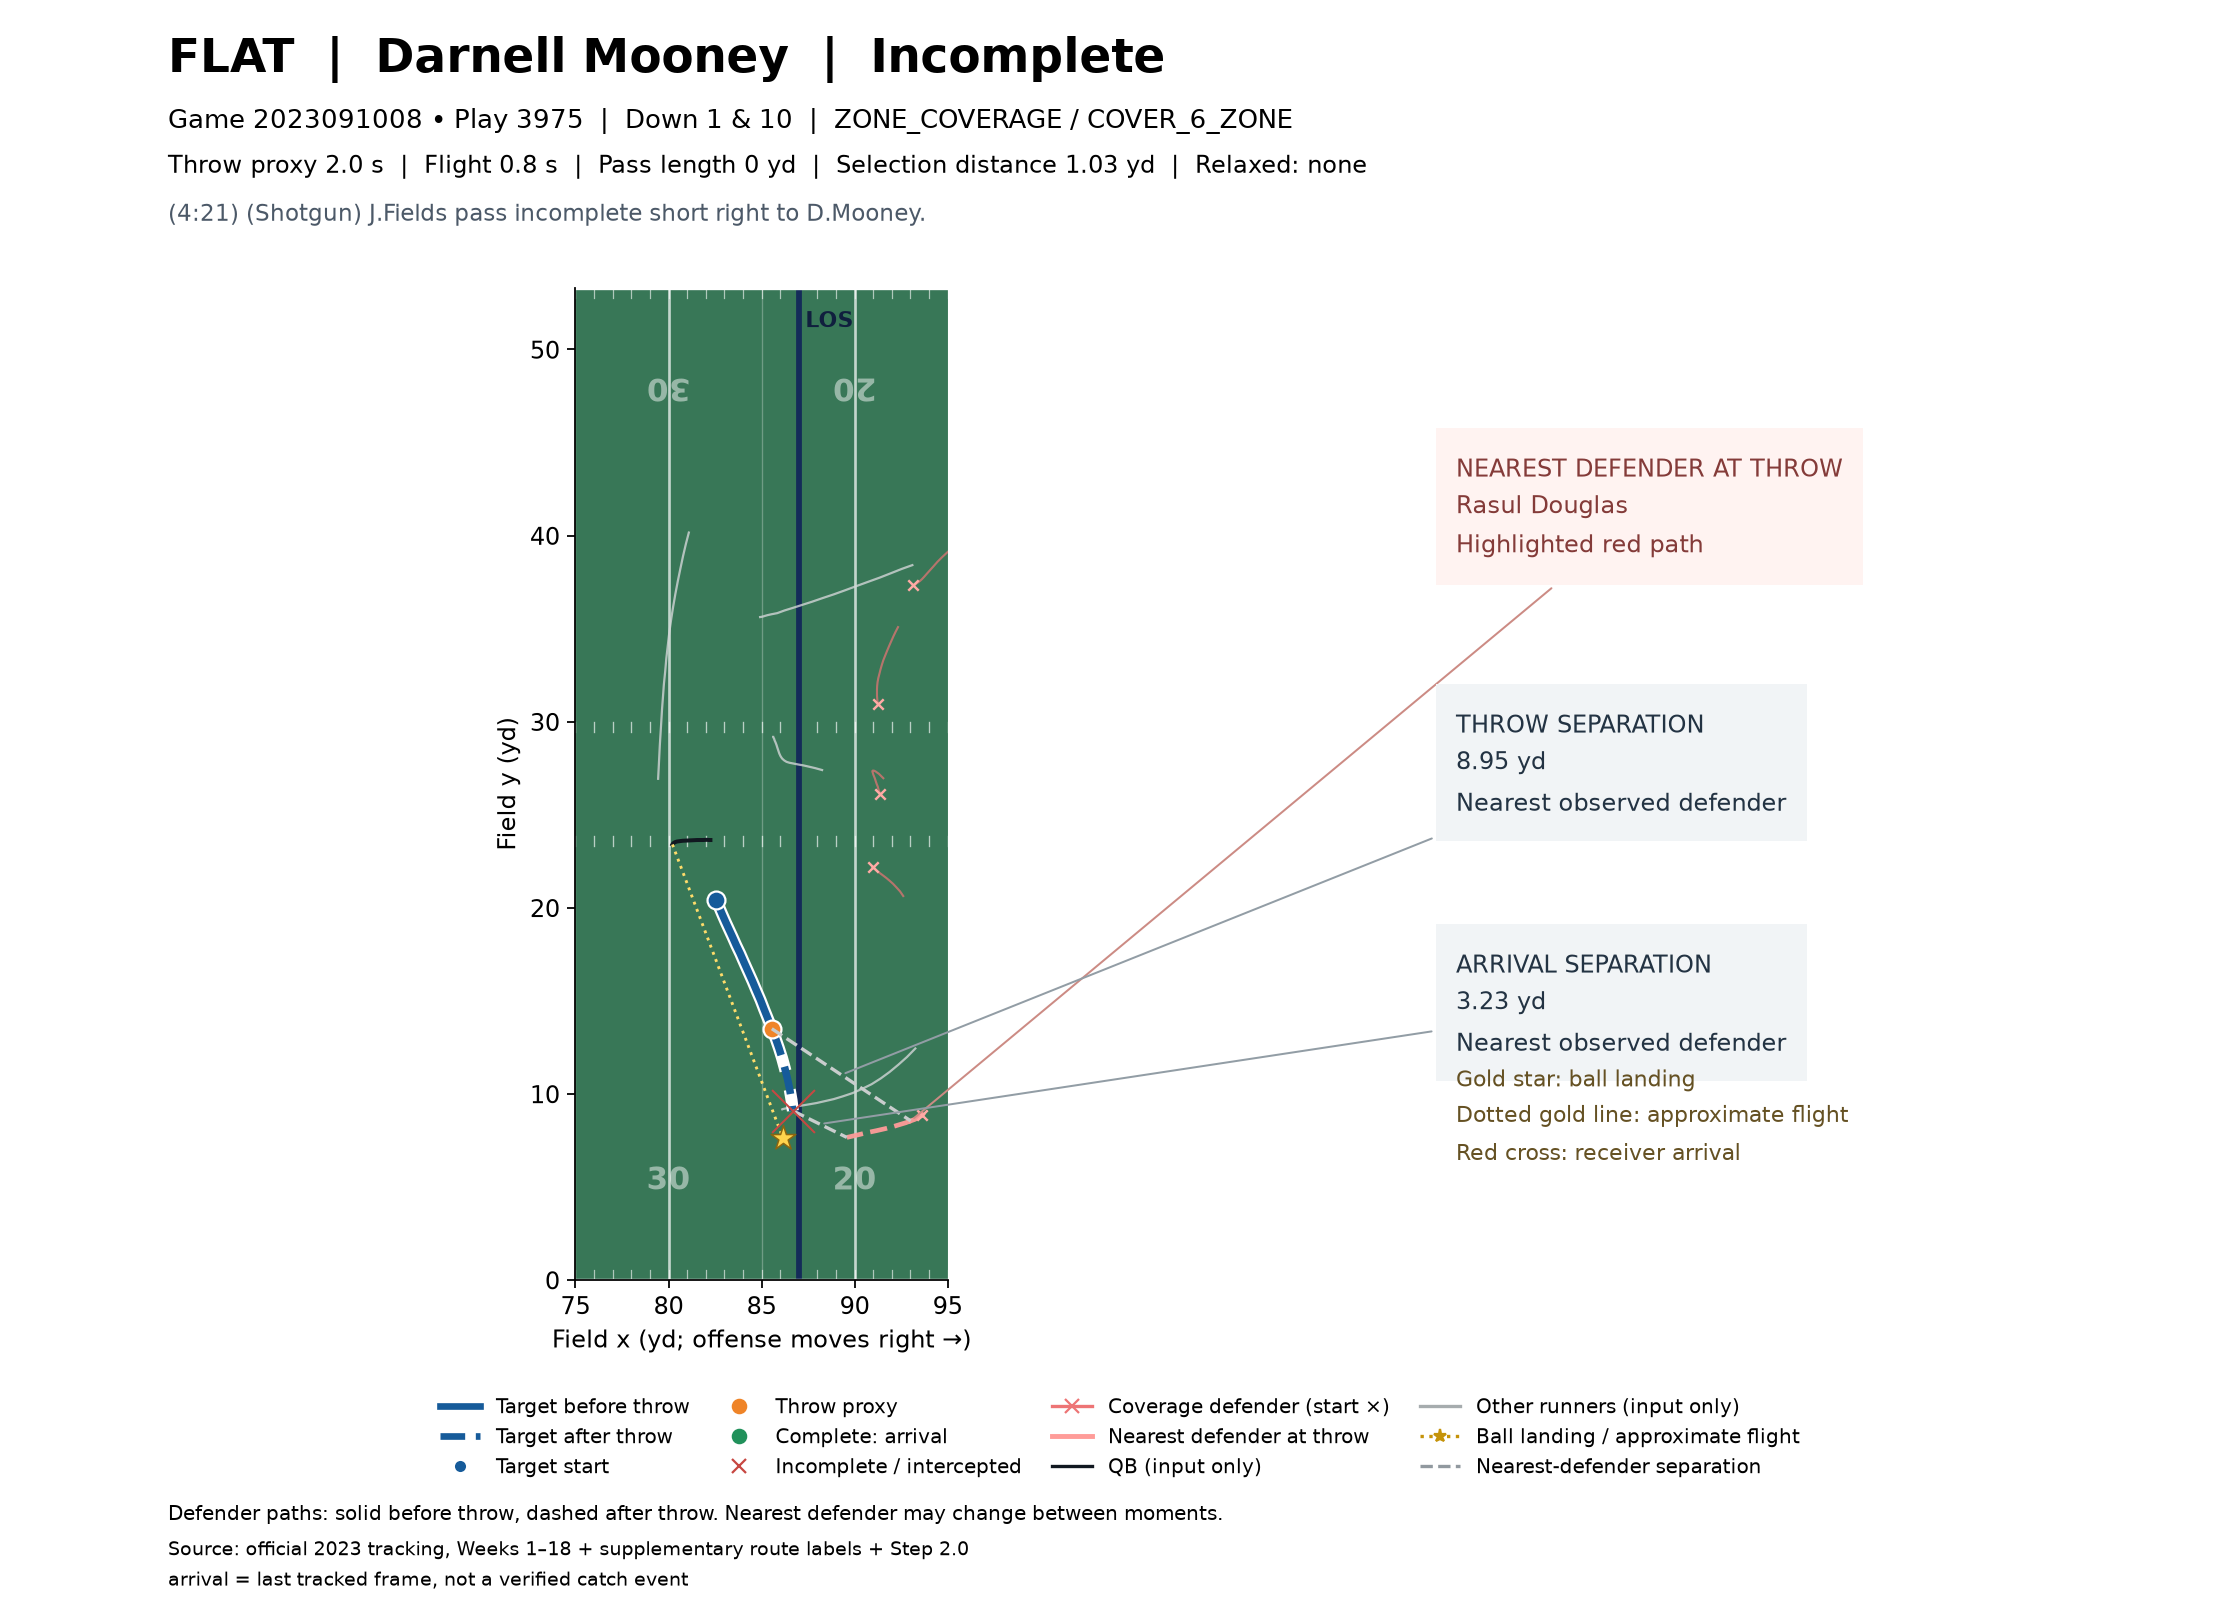 FLAT | Darnell Mooney | Incomplete
Game 2023091008 • Play 3975 | Down 1 & 10 | ZONE_COVERAGE / COVER_6_ZONE
Throw proxy 2.0 s | Flight 0.8 s | Pass length 0 yd | Selection distance 1.03 yd | Relaxed: none
(4:21) (Shotgun) J.Fields pass incomplete short right to D.Mooney.
LOS
30 20
50
40
30
20
10
0
Field y (yd)
30 20
75 80 85 90 95
Field x (yd; offense moves right →)
NEAREST DEFENDER AT THROW
Rasul Douglas
Highlighted red path
THROW SEPARATION
8.95 yd
Nearest observed defender
ARRIVAL SEPARATION
3.23 yd
Nearest observed defender
Gold star: ball landing
Dotted gold line: approximate flight
Red cross: receiver arrival
Target before throw
Target after throw
Target start
Throw proxy
Complete: arrival
Incomplete / intercepted
Coverage defender (start ×)
Nearest defender at throw
QB (input only)
Other runners (input only)
Ball landing / approximate flight
Nearest-defender separation
Defender paths: solid before throw, dashed after throw. Nearest defender may change between moments.
Source: official 2023 tracking, Weeks 1–18 + supplementary route labels + Step 2.0
arrival = last tracked frame, not a verified catch event